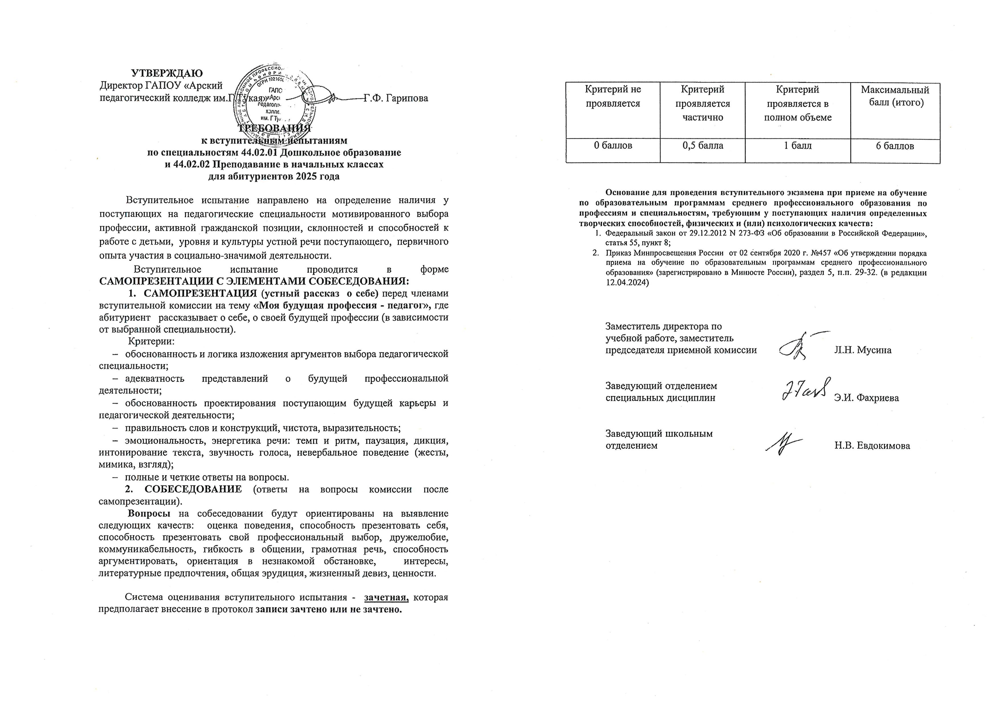 УТВЕРЖДАЮ
Директор ГАПОУ «Арский
педагогический колледж им.Г.Тукая» Г.Ф. Гарипова
ОГРН 1021606
ГАПО
«Арс
педагоги
колле
им. Г Ту
ТРЕБОВАНИЯ
к вступительным испытаниям
по специальностям 44.02.01 Дошкольное образование
и 44.02.02 Преподавание в начальных классах
для абитуриентов 2025 года
Вступительное испытание направлено на определение наличия у
поступающих на педагогические специальности мотивированного выбора
профессии, активной гражданской позиции, склонностей и способностей к
работе с детьми, уровня и культуры устной речи поступающего, первичного
опыта участия в социально-значимой деятельности.
Вступительное испытание проводится в форме
САМОПРЕЗЕНТАЦИИ С ЭЛЕМЕНТАМИ СОБЕСЕДОВАНИЯ:
1. САМОПРЕЗЕНТАЦИЯ (устный рассказ о себе) перед членами
вступительной комиссии на тему «Моя будущая профессия - педагог», где
абитуриент рассказывает о себе, о своей будущей профессии (в зависимости
от выбранной специальности).
Критерии:
– обоснованность и логика изложения аргументов выбора педагогической
специальности;
– адекватность представлений о будущей профессиональной
деятельности;
– обоснованность проектирования поступающим будущей карьеры и
педагогической деятельности;
– правильность слов и конструкций, чистота, выразительность;
– эмоциональность, энергетика речи: темп и ритм, паузация, дикция,
интонирование текста, звучность голоса, невербальное поведение (жесты,
мимика, взгляд);
– полные и четкие ответы на вопросы.
2. СОБЕСЕДОВАНИЕ (ответы на вопросы комиссии после
самопрезентации).
Вопросы на собеседовании будут ориентированы на выявление
следующих качеств: оценка поведения, способность презентовать себя,
способность презентовать свой профессиональный выбор, дружелюбие,
коммуникабельность, гибкость в общении, грамотная речь, способность
аргументировать, ориентация в незнакомой обстановке, интересы,
литературные предпочтения, общая эрудиция, жизненный девиз, ценности.
Система оценивания вступительного испытания - зачетная, которая
предполагает внесение в протокол записи зачтено или не зачтено.
Критерий не
проявляется
Критерий
проявляется
частично
Критерий
проявляется в
полном объеме
Максимальный
балл (итого)
0 баллов
0,5 балла
1 балл
6 баллов
Основание для проведения вступительного экзамена при приеме на обучение
по образовательным программам среднего профессионального образования по
профессиям и специальностям, требующим у поступающих наличия определенных
творческих способностей, физических и (или) психологических качеств:
1. Федеральный закон от 29.12.2012 N 273-ФЗ «Об образовании в Российской Федерации»,
статья 55, пункт 8;
2. Приказ Минпросвещения России от 02 сентября 2020 г. №457 «Об утверждении порядка
приема на обучение по образовательным программам среднего профессионального
образования» (зарегистрировано в Минюсте России), раздел 5, п.п. 29-32. (в редакции
12.04.2024)
Заместитель директора по
учебной работе, заместитель
председателя приемной комиссии Л.Н. Мусина
Заведующий отделением
специальных дисциплин Э.И. Фахриева
Заведующий школьным
отделением Н.В. Евдокимова